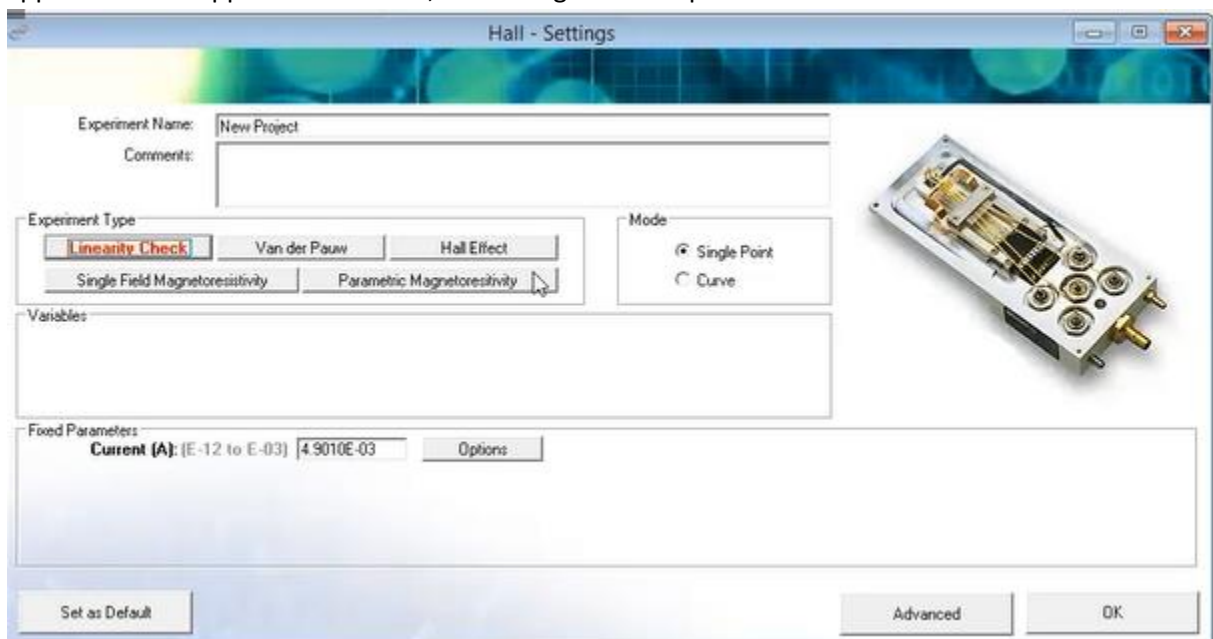 Hall - Settings
Experiment Name: New Project
Comments:
Experiment Type
Mode
Linearity Check Van der Pauw Hall Effect
Single Point
Single Field Magnetoresistivity Parametric Magnetoresitivity
Curve
Variables
Fixed Parameters
Current (A): (E-12 to E-03) 4.9010E-03 Options
Set as Default Advanced OK